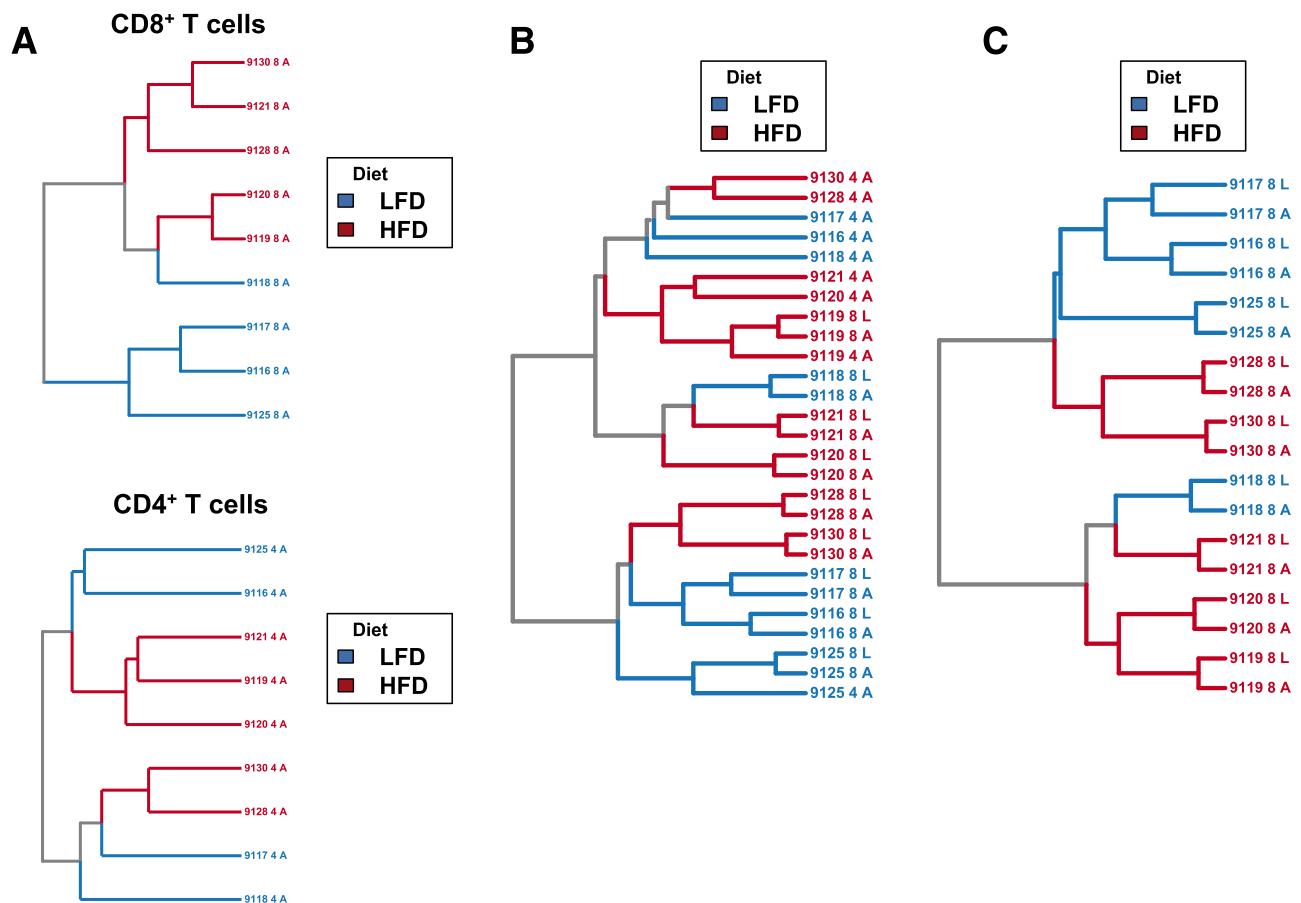 A
CD8⁺ T cells
9130 8 A
9121 8 A
9128 8 A
9120 8 A
9119 8 A
9118 8 A
9117 8 A
9116 8 A
9125 8 A
Diet
LFD
HFD
CD4⁺ T cells
9125 4 A
9116 4 A
9121 4 A
9119 4 A
9120 4 A
9130 4 A
9128 4 A
9117 4 A
9118 4 A
Diet
LFD
HFD
B
Diet
LFD
HFD
9130 4 A
9128 4 A
9117 4 A
9116 4 A
9118 4 A
9121 4 A
9120 4 A
9119 8 L
9119 8 A
9119 4 A
9118 8 L
9118 8 A
9121 8 L
9121 8 A
9120 8 L
9120 8 A
9128 8 L
9128 8 A
9130 8 L
9130 8 A
9117 8 L
9117 8 A
9116 8 L
9116 8 A
9125 8 L
9125 8 A
9125 4 A
C
Diet
LFD
HFD
9117 8 L
9117 8 A
9116 8 L
9116 8 A
9125 8 L
9125 8 A
9128 8 L
9128 8 A
9130 8 L
9130 8 A
9118 8 L
9118 8 A
9121 8 L
9121 8 A
9120 8 L
9120 8 A
9119 8 L
9119 8 A